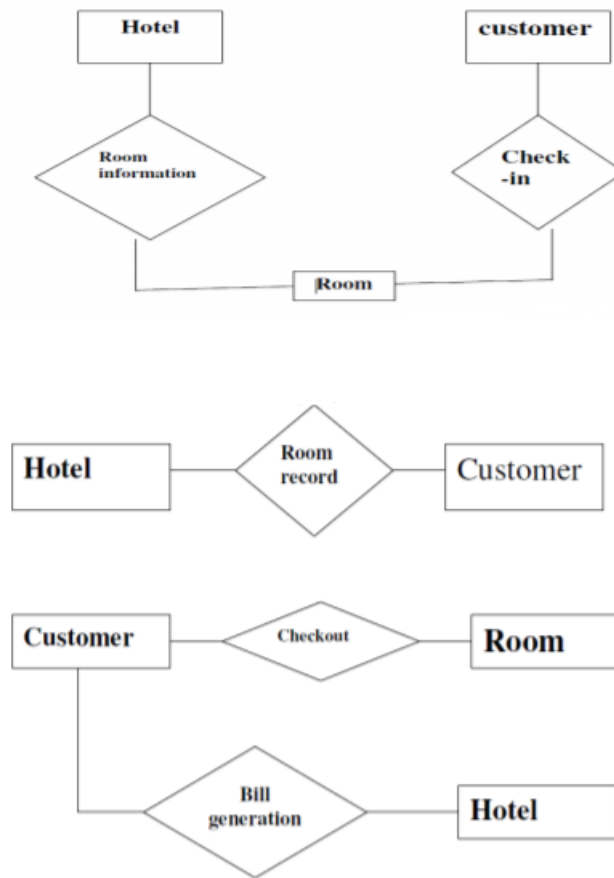 Hotel
customer
Room
information
Check
-in
Room
Hotel
Room
record
Customer
Customer
Checkout
Room
Bill
generation
Hotel